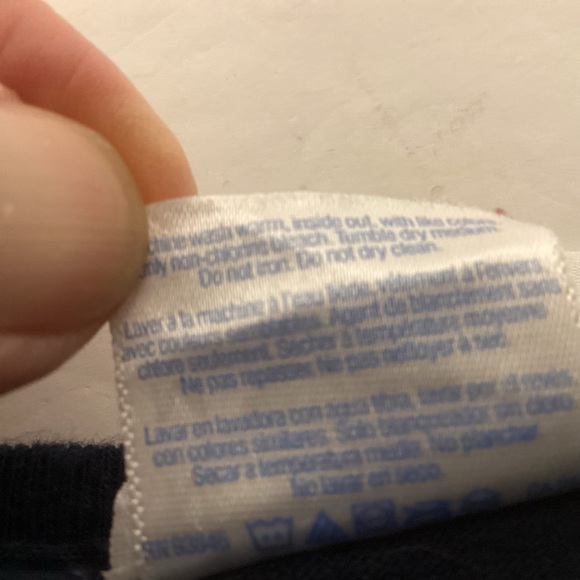 wash warm, inside out, with like colors.
only non-chlorine bleach. Tumble dry medium.
Do not iron. Do not dry clean.
Laver à la machine à l'eau tiède, vêtement à l'envers,
avec couleurs Agent de blanchiment sans
chlore seulement. Sécher à température moyenne
Ne pas repasser Ne pas nettoyer à sec.
Lavar en lavadora con agua tibia, lavar por el revés
con colores similares. Solo blanqueador sin cloro
Secar a temperatura media. No planchar
No lavar en seco.
RN